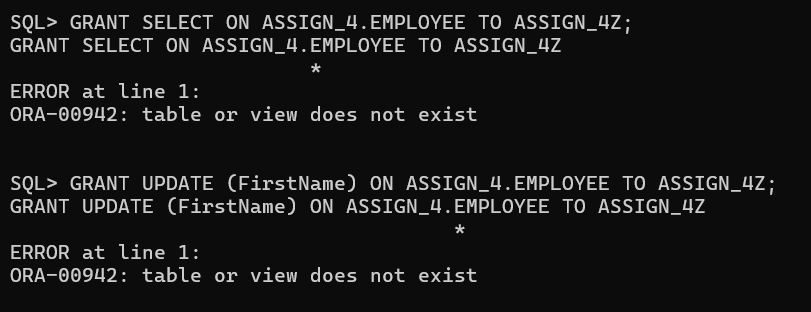 SQL> GRANT SELECT ON ASSIGN_4.EMPLOYEE TO ASSIGN_4Z;
GRANT SELECT ON ASSIGN_4.EMPLOYEE TO ASSIGN_4Z
*
ERROR at line 1:
ORA-00942: table or view does not exist
SQL> GRANT UPDATE (FirstName) ON ASSIGN_4.EMPLOYEE TO ASSIGN_4Z;
GRANT UPDATE (FirstName) ON ASSIGN_4.EMPLOYEE TO ASSIGN_4Z
*
ERROR at line 1:
ORA-00942: table or view does not exist